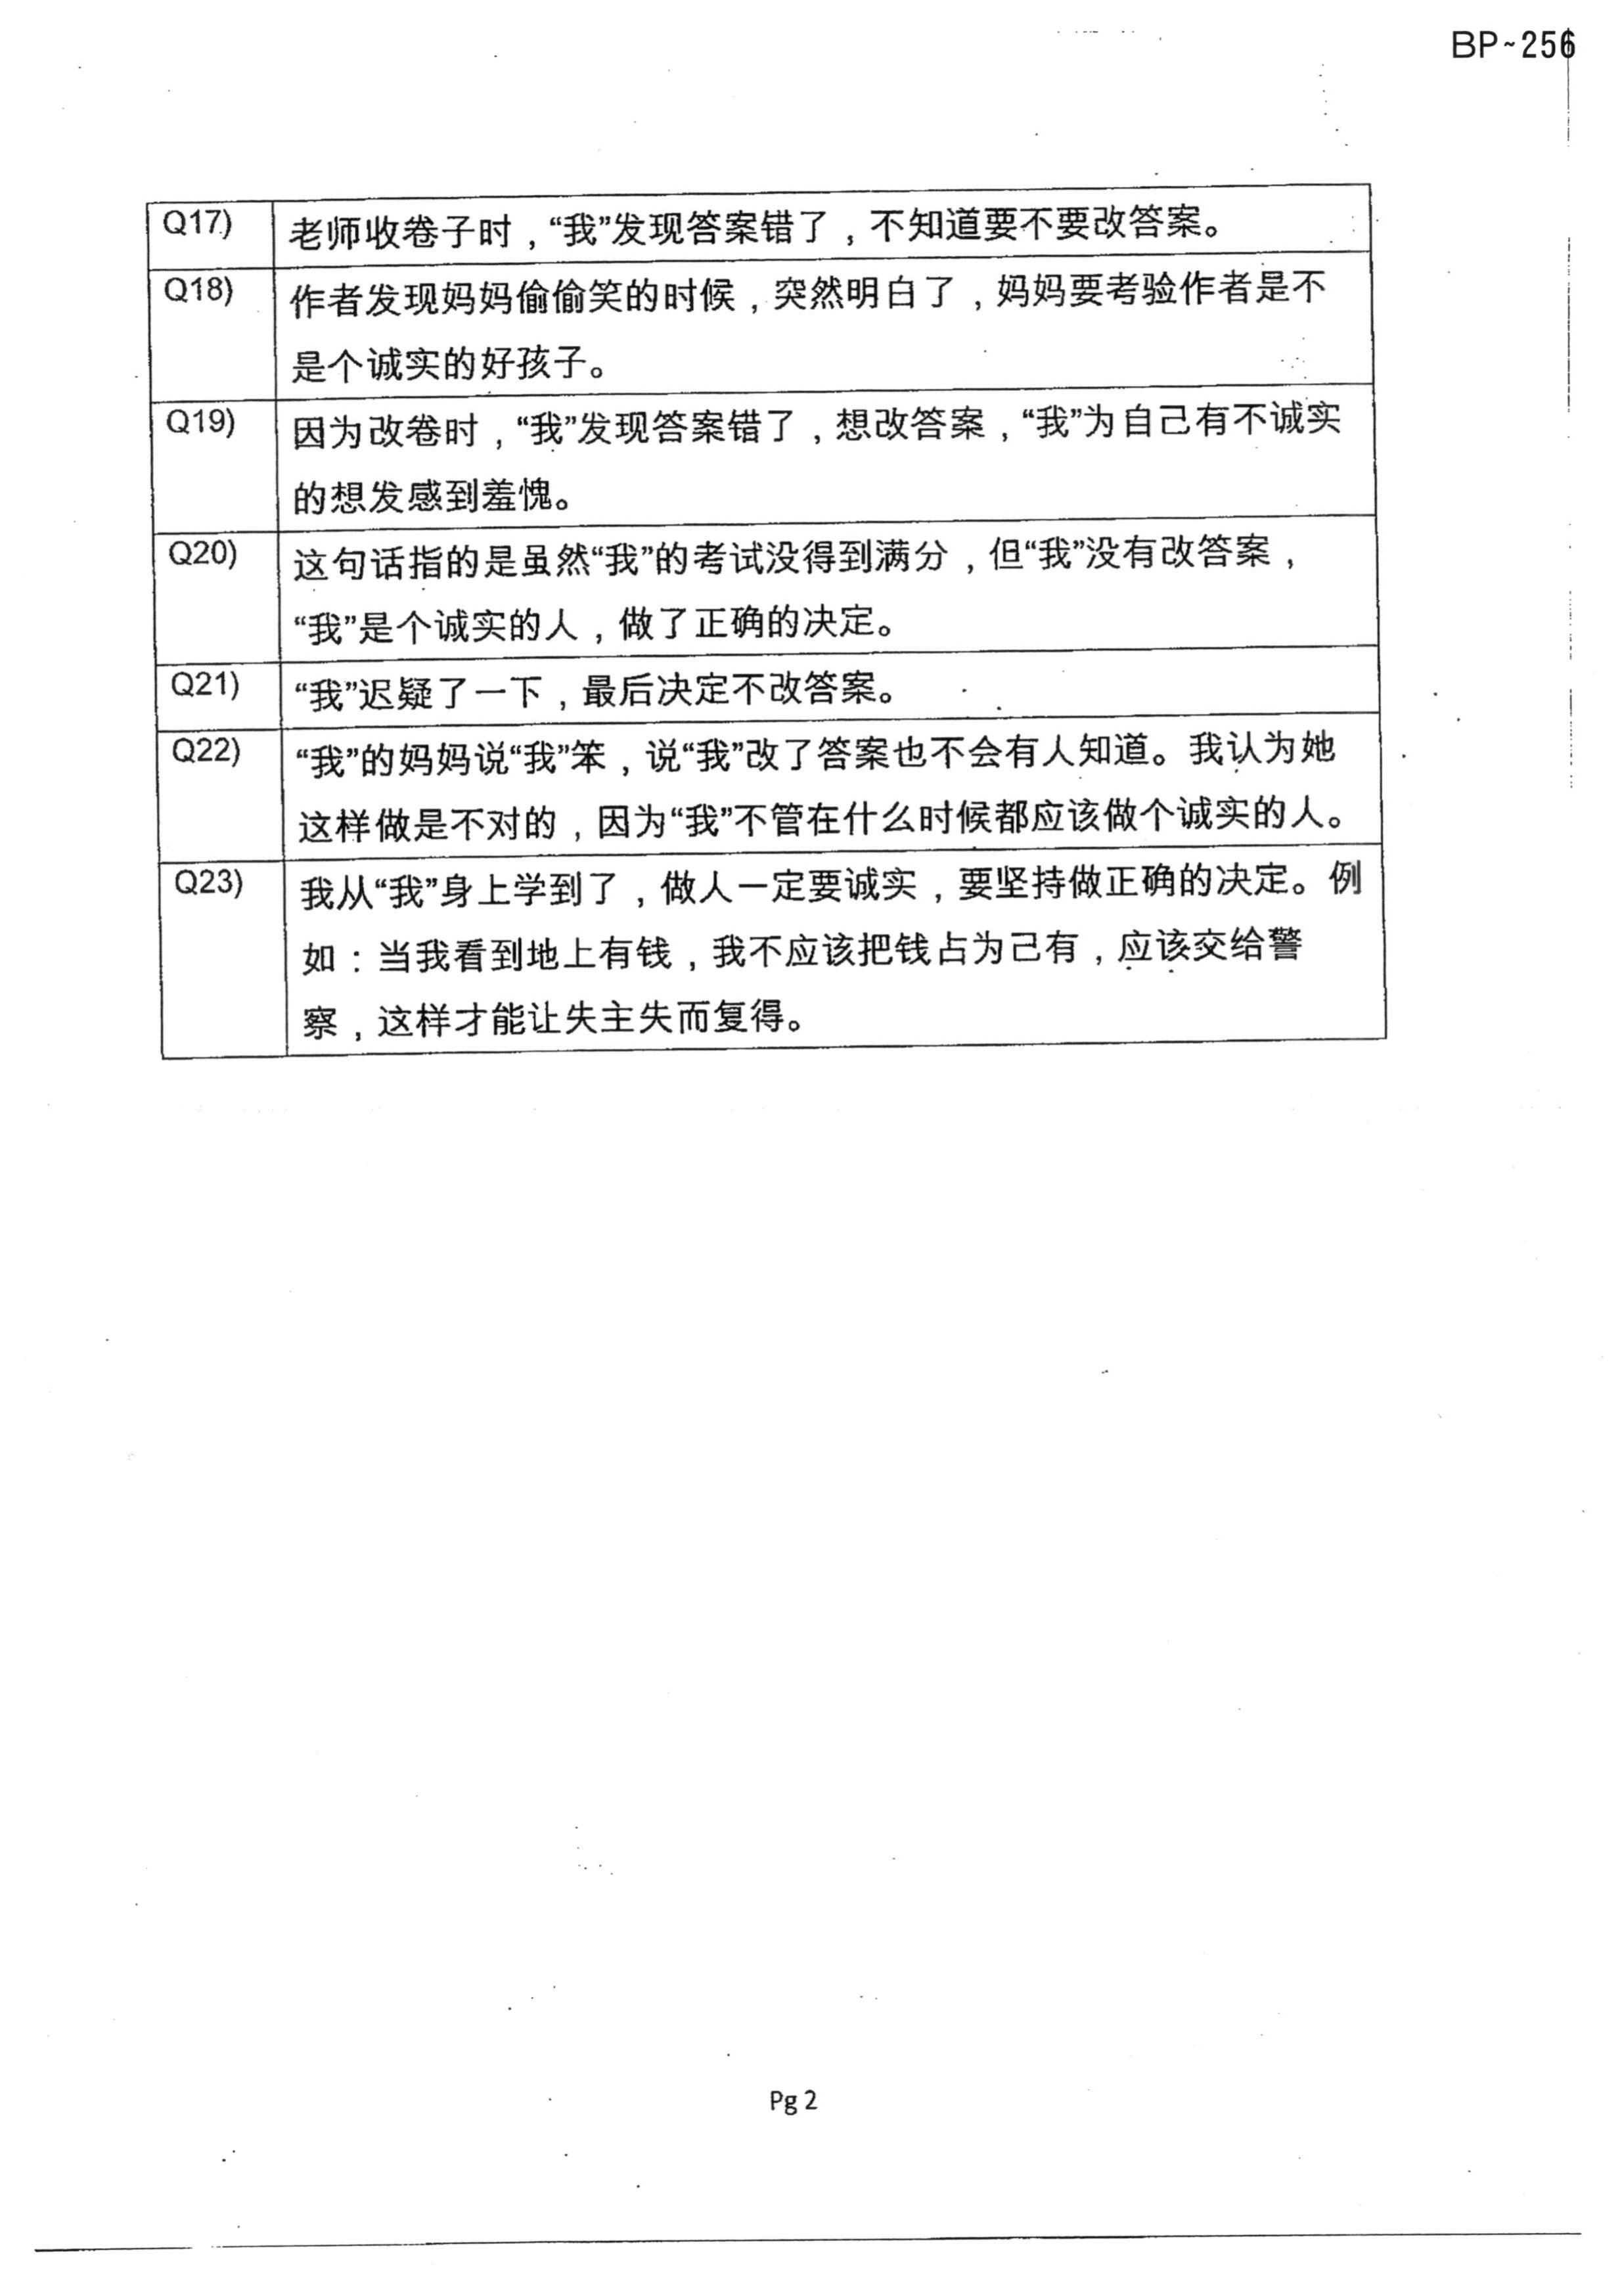 BP~256
Q17) 老师收卷子时，“我”发现答案错了，不知道要不要改答案。
Q18) 作者发现妈妈偷偷笑的时候，突然明白了，妈妈要考验作者是不
是个诚实的好孩子。
Q19) 因为改卷时，“我”发现答案错了，想改答案，“我”为自己有不诚实
的想发感到羞愧。
Q20) 这句话指的是虽然“我”的考试没得到满分，但“我”没有改答案，
“我”是个诚实的人，做了正确的决定。
Q21) “我”迟疑了一下，最后决定不改答案。
Q22) “我”的妈妈说“我”笨，说“我”改了答案也不会有人知道。我认为她
这样做是不对的，因为“我”不管在什么时候都应该做个诚实的人。
Q23) 我从“我”身上学到了，做人一定要诚实，要坚持做正确的决定。例
如：当我看到地上有钱，我不应该把钱占为己有，应该交给警
察，这样才能让失主失而复得。
Pg 2